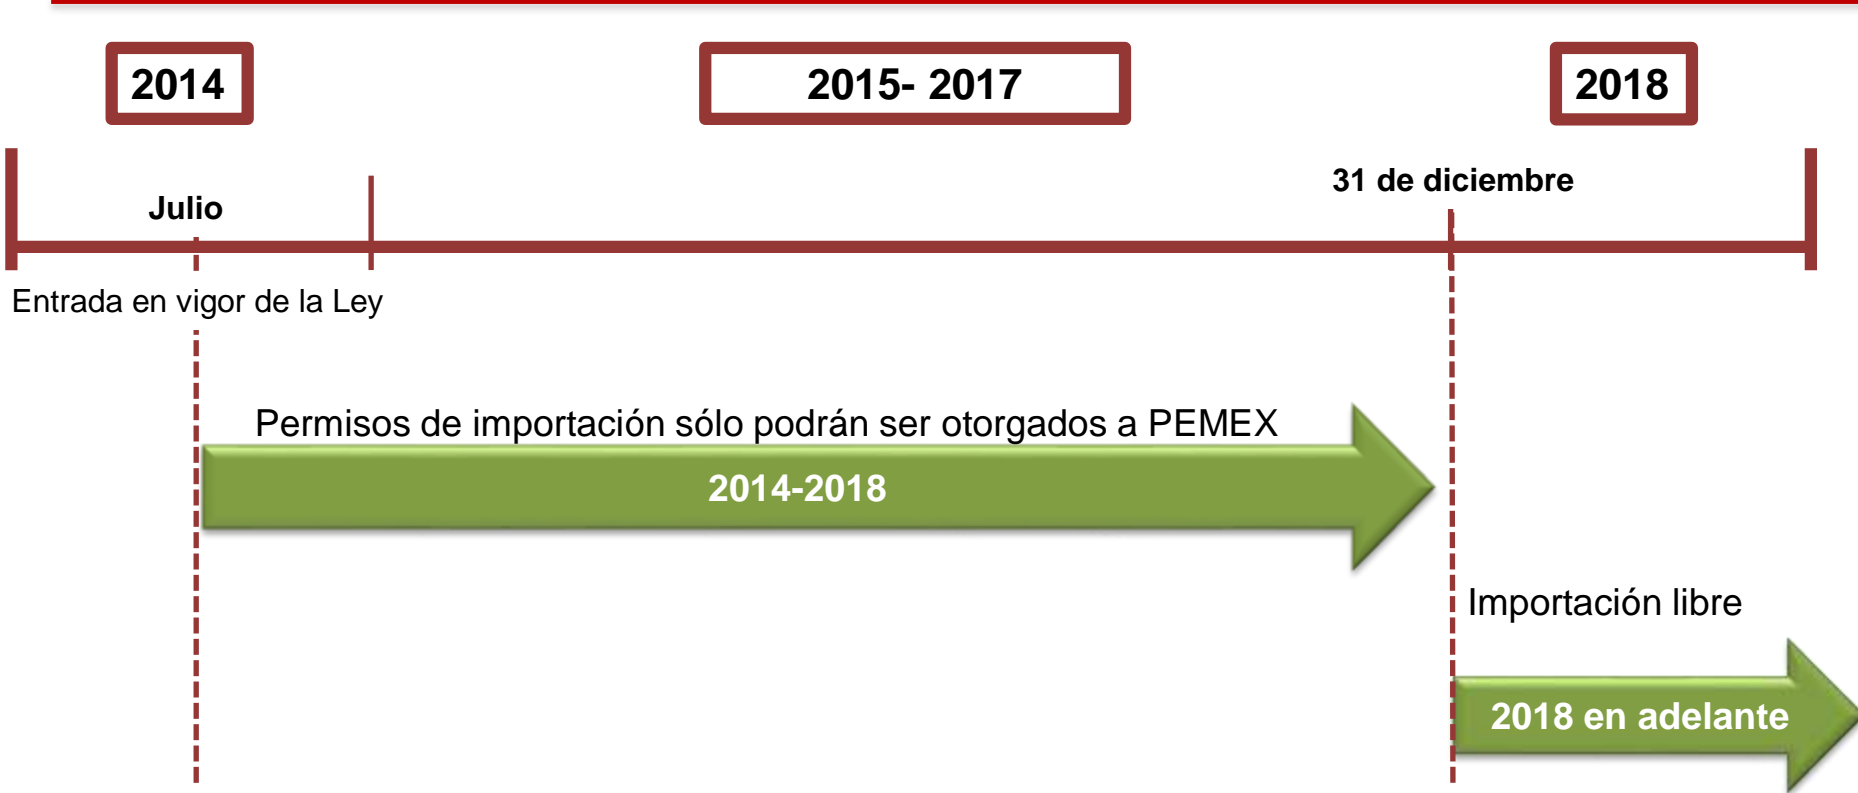 2014
2015- 2017
2018
31 de diciembre
Julio
Entrada en vigor de la Ley
Permisos de importación sólo podrán ser otorgados a PEMEX
2014-2018
Importación libre
2018 en adelante